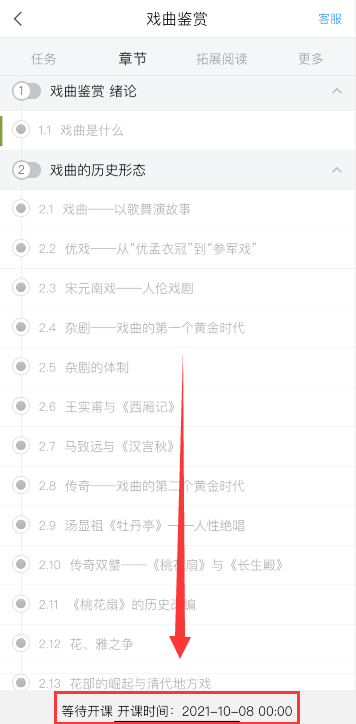 戏曲鉴赏 客服
任务 章节 拓展阅读 更多
1 戏曲鉴赏 绪论
1.1 戏曲是什么
2 戏曲的历史形态
2.1 戏曲——以歌舞演故事
2.2 优戏——从“优孟衣冠”到“参军戏”
2.3 宋元南戏——人伦戏剧
2.4 杂剧——戏曲的第一个黄金时代
2.5 杂剧的体制
2.6 王实甫与《西厢记》
2.7 马致远与《汉宫秋》
2.8 传奇——戏曲的第二个黄金时代
2.9 汤显祖《牡丹亭》——人性绝唱
2.10 传奇双璧——《桃花扇》与《长生殿》
2.11 《桃花扇》的历史改编
2.12 花、雅之争
2.13 花部的崛起与清代地方戏
等待开课 开课时间：2021-10-08 00:00